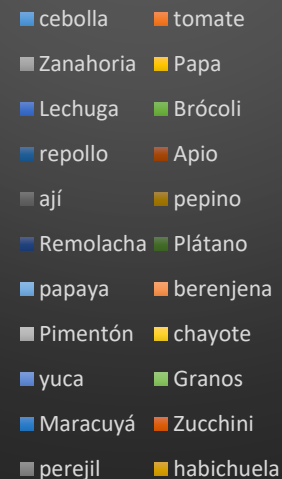 cebolla tomate
Zanahoria Papa
Lechuga Brócoli
repollo Apio
ají pepino
Remolacha Plátano
papaya berenjena
Pimentón chayote
yuca Granos
Maracuyá Zucchini
perejil habichuela